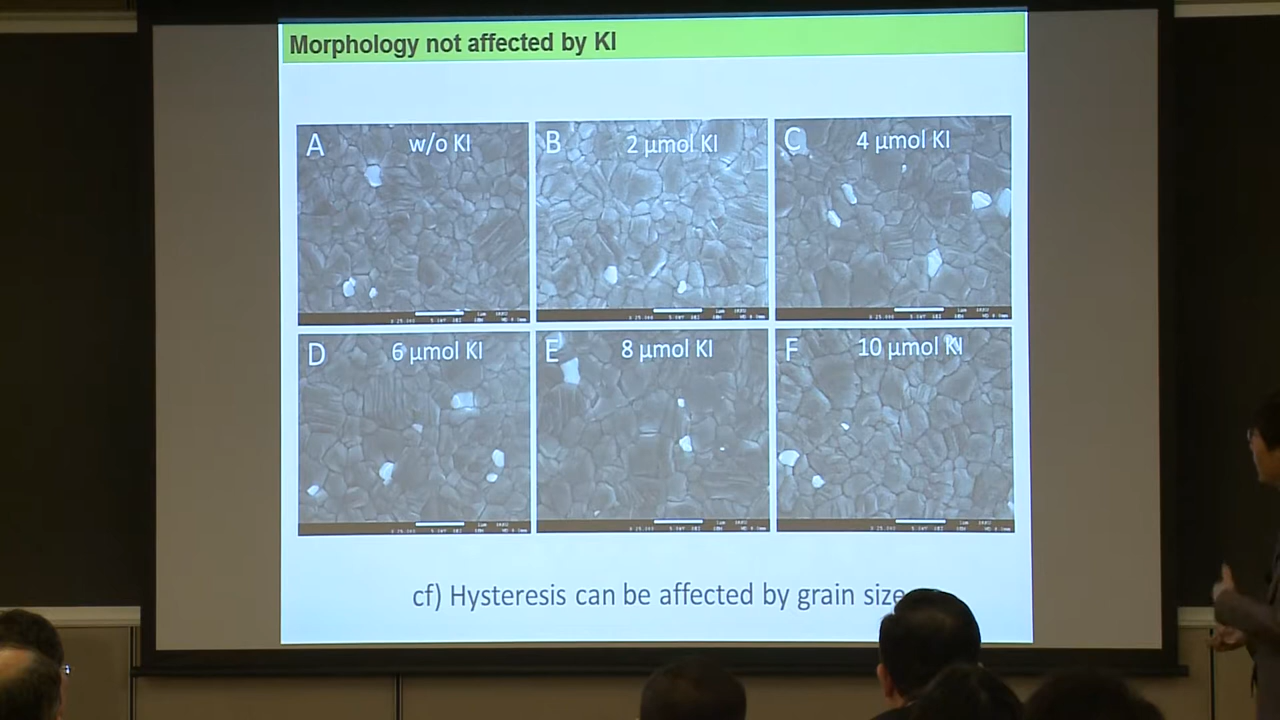 Morphology not affected by KI
A w/o KI
B 2 µmol KI
C 4 µmol KI
D 6 µmol KI
E 8 µmol KI
F 10 µmol KI
cf) Hysteresis can be affected by grain size